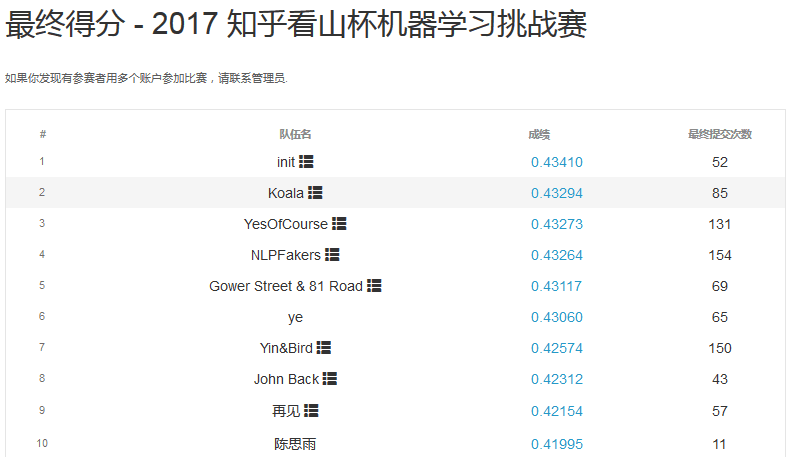 最终得分 - 2017 知乎看山杯机器学习挑战赛
如果你发现有参赛者用多个账户参加比赛，请联系管理员.
# 队伍名 成绩 最终提交次数
1 init 0.43410 52
2 Koala 0.43294 85
3 YesOfCourse 0.43273 131
4 NLPFakers 0.43264 154
5 Gower Street & 81 Road 0.43117 69
6 ye 0.43060 65
7 Yin&Bird 0.42574 150
8 John Back 0.42312 43
9 再见 0.42154 57
10 陈思雨 0.41995 11